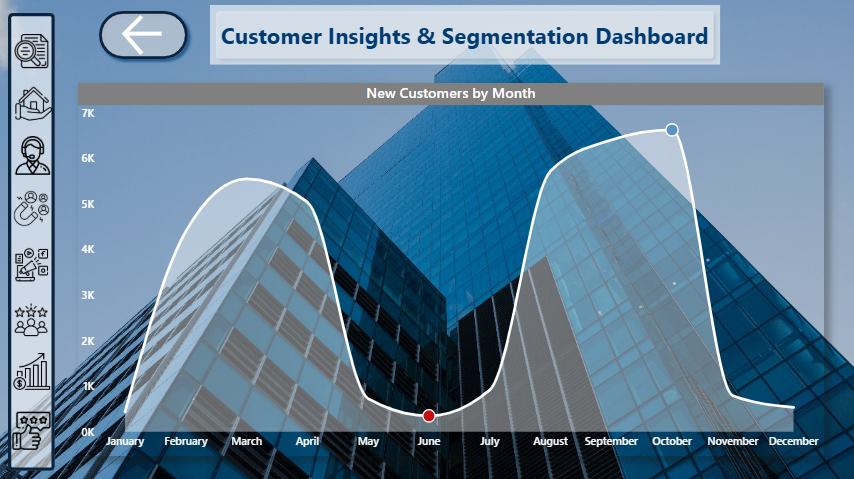 Customer Insights & Segmentation Dashboard
New Customers by Month
7K
6K
5K
4K
3K
2K
1K
0K
January February March April May June July August September October November December